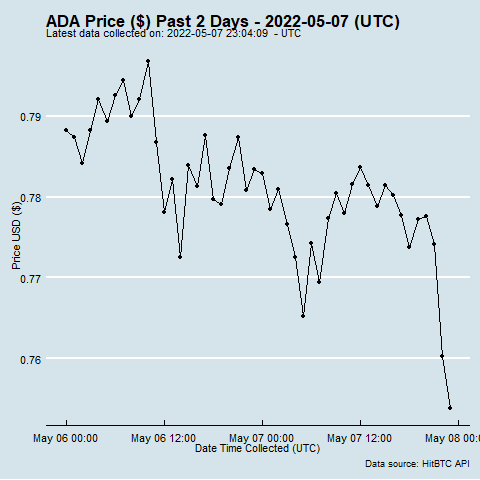 ADA Price ($) Past 2 Days - 2022-05-07 (UTC)
Latest data collected on: 2022-05-07 23:04:09 - UTC
Price USD ($)
0.79
0.78
0.77
0.76
May 06 00:00
May 06 12:00
May 07 00:00
May 07 12:00
May 08 00:
Date Time Collected (UTC)
Data source: HitBTC API